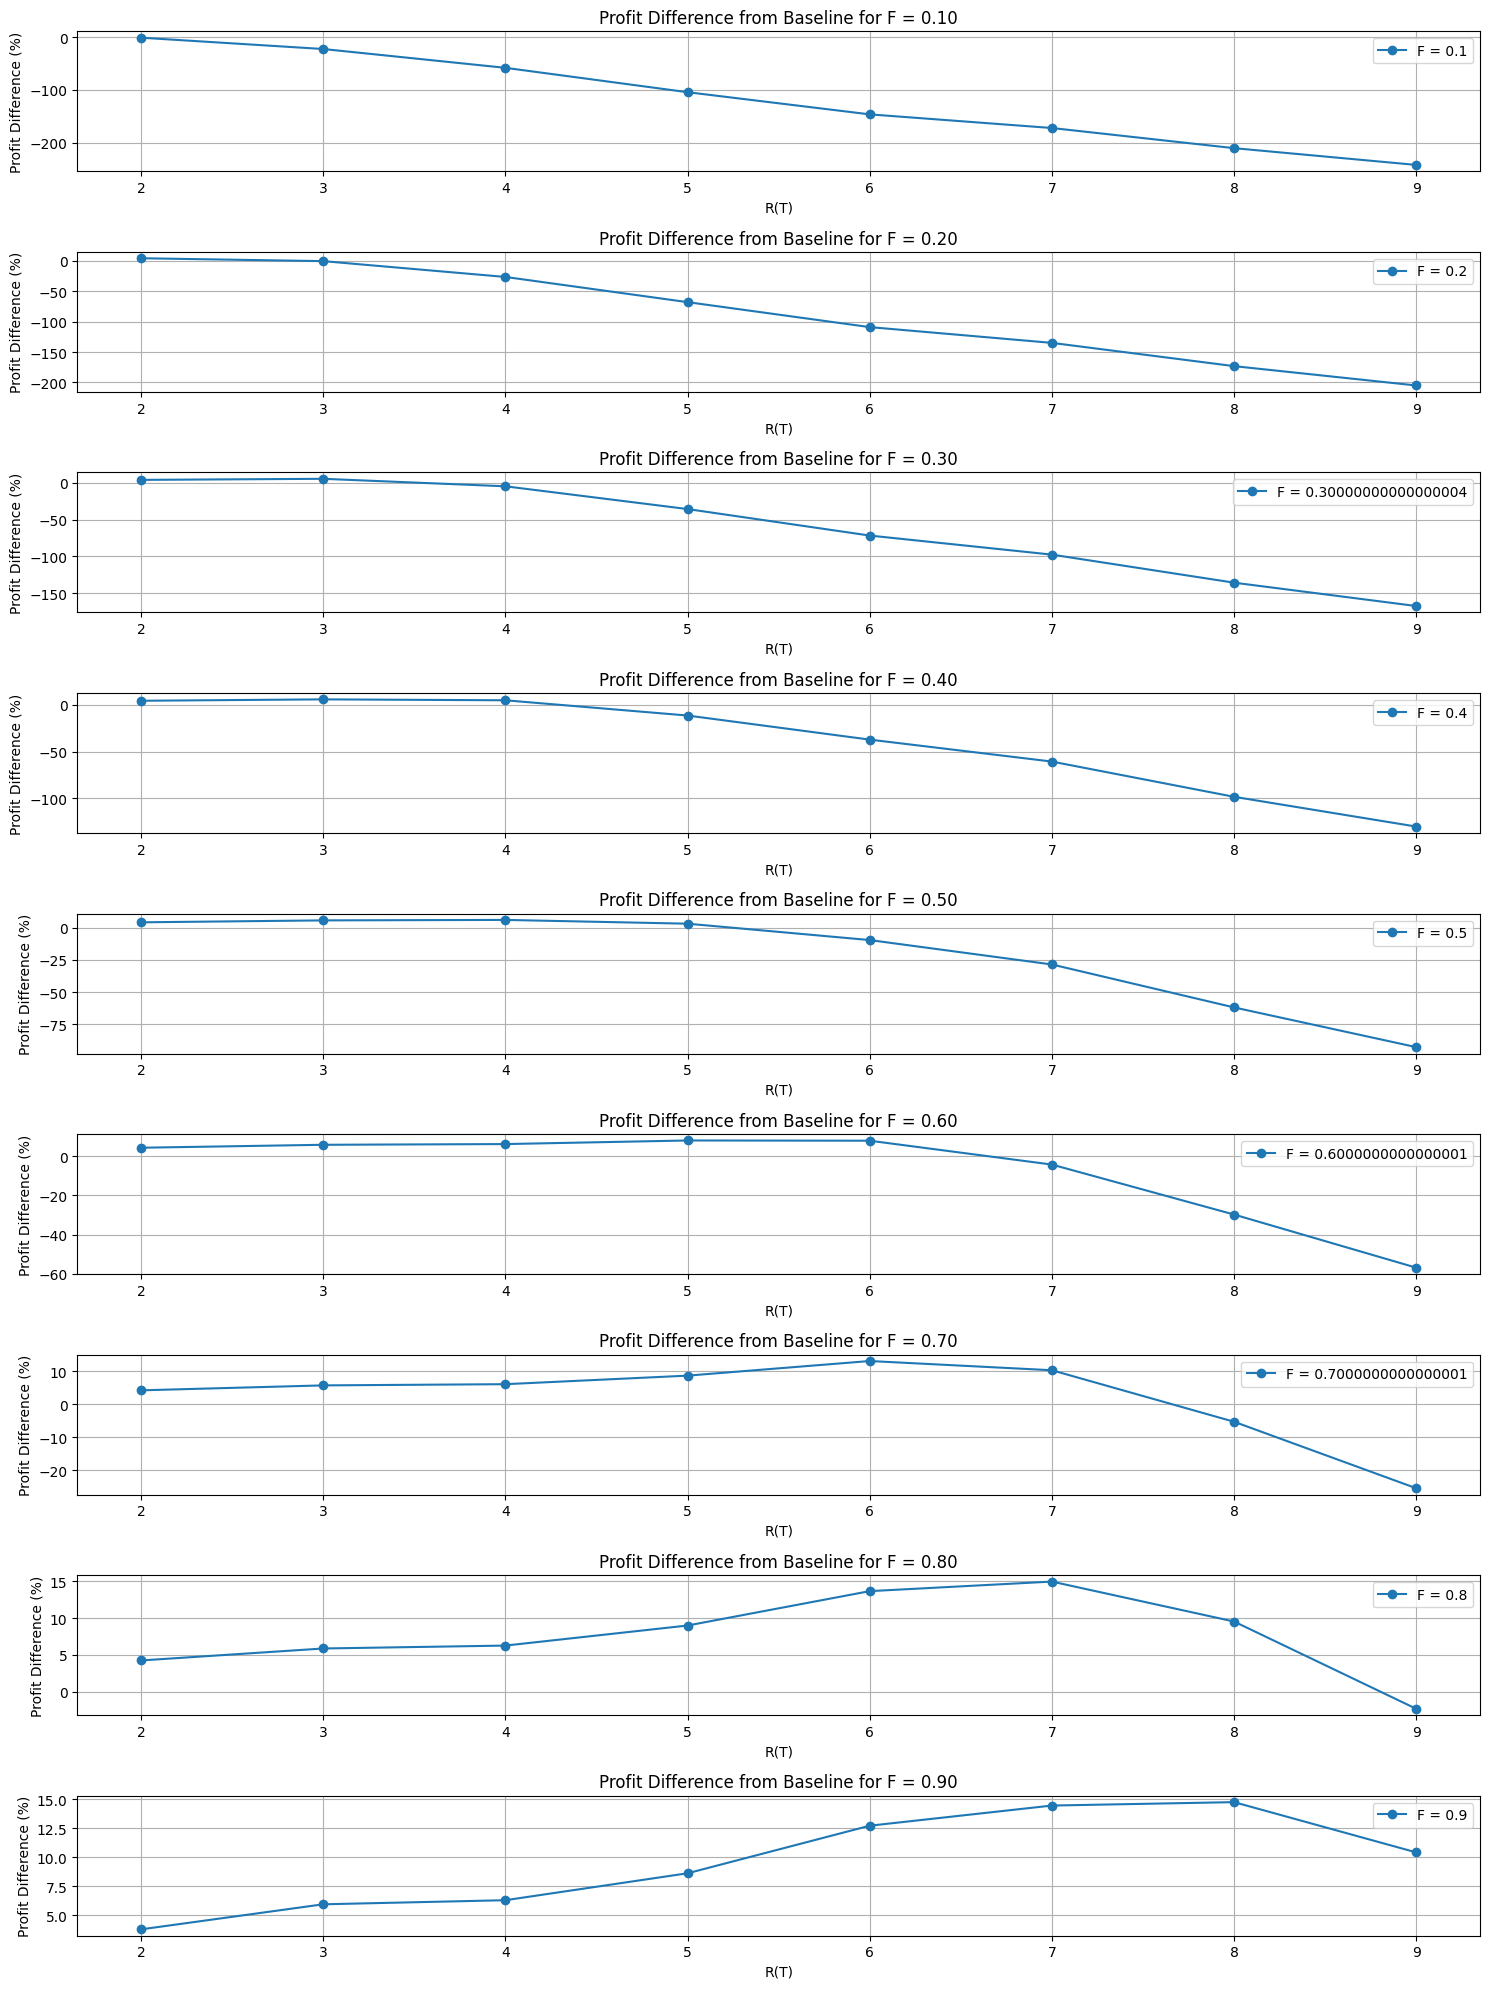 Profit Difference from Baseline for F = 0.10
Profit Difference (%)
0
−100
−200
F = 0.1
2 3 4 5 6 7 8 9
R(T)
Profit Difference from Baseline for F = 0.20
Profit Difference (%)
0
−50
−100
−150
−200
F = 0.2
2 3 4 5 6 7 8 9
R(T)
Profit Difference from Baseline for F = 0.30
Profit Difference (%)
0
−50
−100
−150
F = 0.30000000000000004
2 3 4 5 6 7 8 9
R(T)
Profit Difference from Baseline for F = 0.40
Profit Difference (%)
0
−50
−100
F = 0.4
2 3 4 5 6 7 8 9
R(T)
Profit Difference from Baseline for F = 0.50
Profit Difference (%)
0
−25
−50
−75
F = 0.5
2 3 4 5 6 7 8 9
R(T)
Profit Difference from Baseline for F = 0.60
Profit Difference (%)
0
−20
−40
−60
F = 0.6000000000000001
2 3 4 5 6 7 8 9
R(T)
Profit Difference from Baseline for F = 0.70
Profit Difference (%)
10
0
−10
−20
F = 0.7000000000000001
2 3 4 5 6 7 8 9
R(T)
Profit Difference from Baseline for F = 0.80
Profit Difference (%)
15
10
5
0
F = 0.8
2 3 4 5 6 7 8 9
R(T)
Profit Difference from Baseline for F = 0.90
Profit Difference (%)
15.0
12.5
10.0
7.5
5.0
F = 0.9
2 3 4 5 6 7 8 9
R(T)